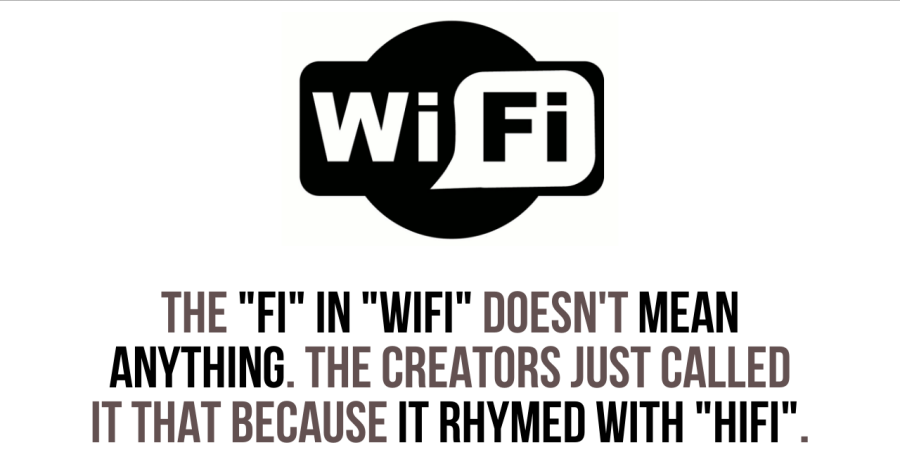 Wi Fi
THE "FI" IN "WIFI" DOESN'T MEAN
ANYTHING. THE CREATORS JUST CALLED
IT THAT BECAUSE IT RHYMED WITH "HIFI".